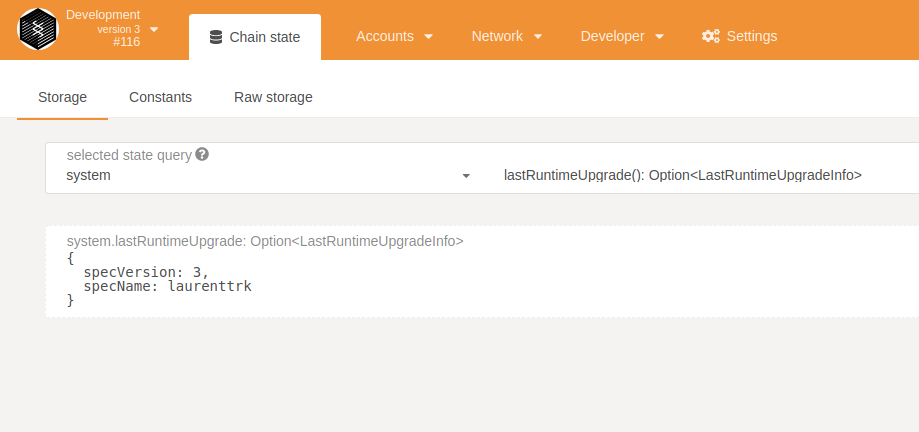 Development
version 3
#116
Chain state
Accounts
Network
Developer
Settings
Storage
Constants
Raw storage
selected state query
system
lastRuntimeUpgrade(): Option<LastRuntimeUpgradeInfo>
system.lastRuntimeUpgrade: Option<LastRuntimeUpgradeInfo>
{
  specVersion: 3,
  specName: laurenttrk
}